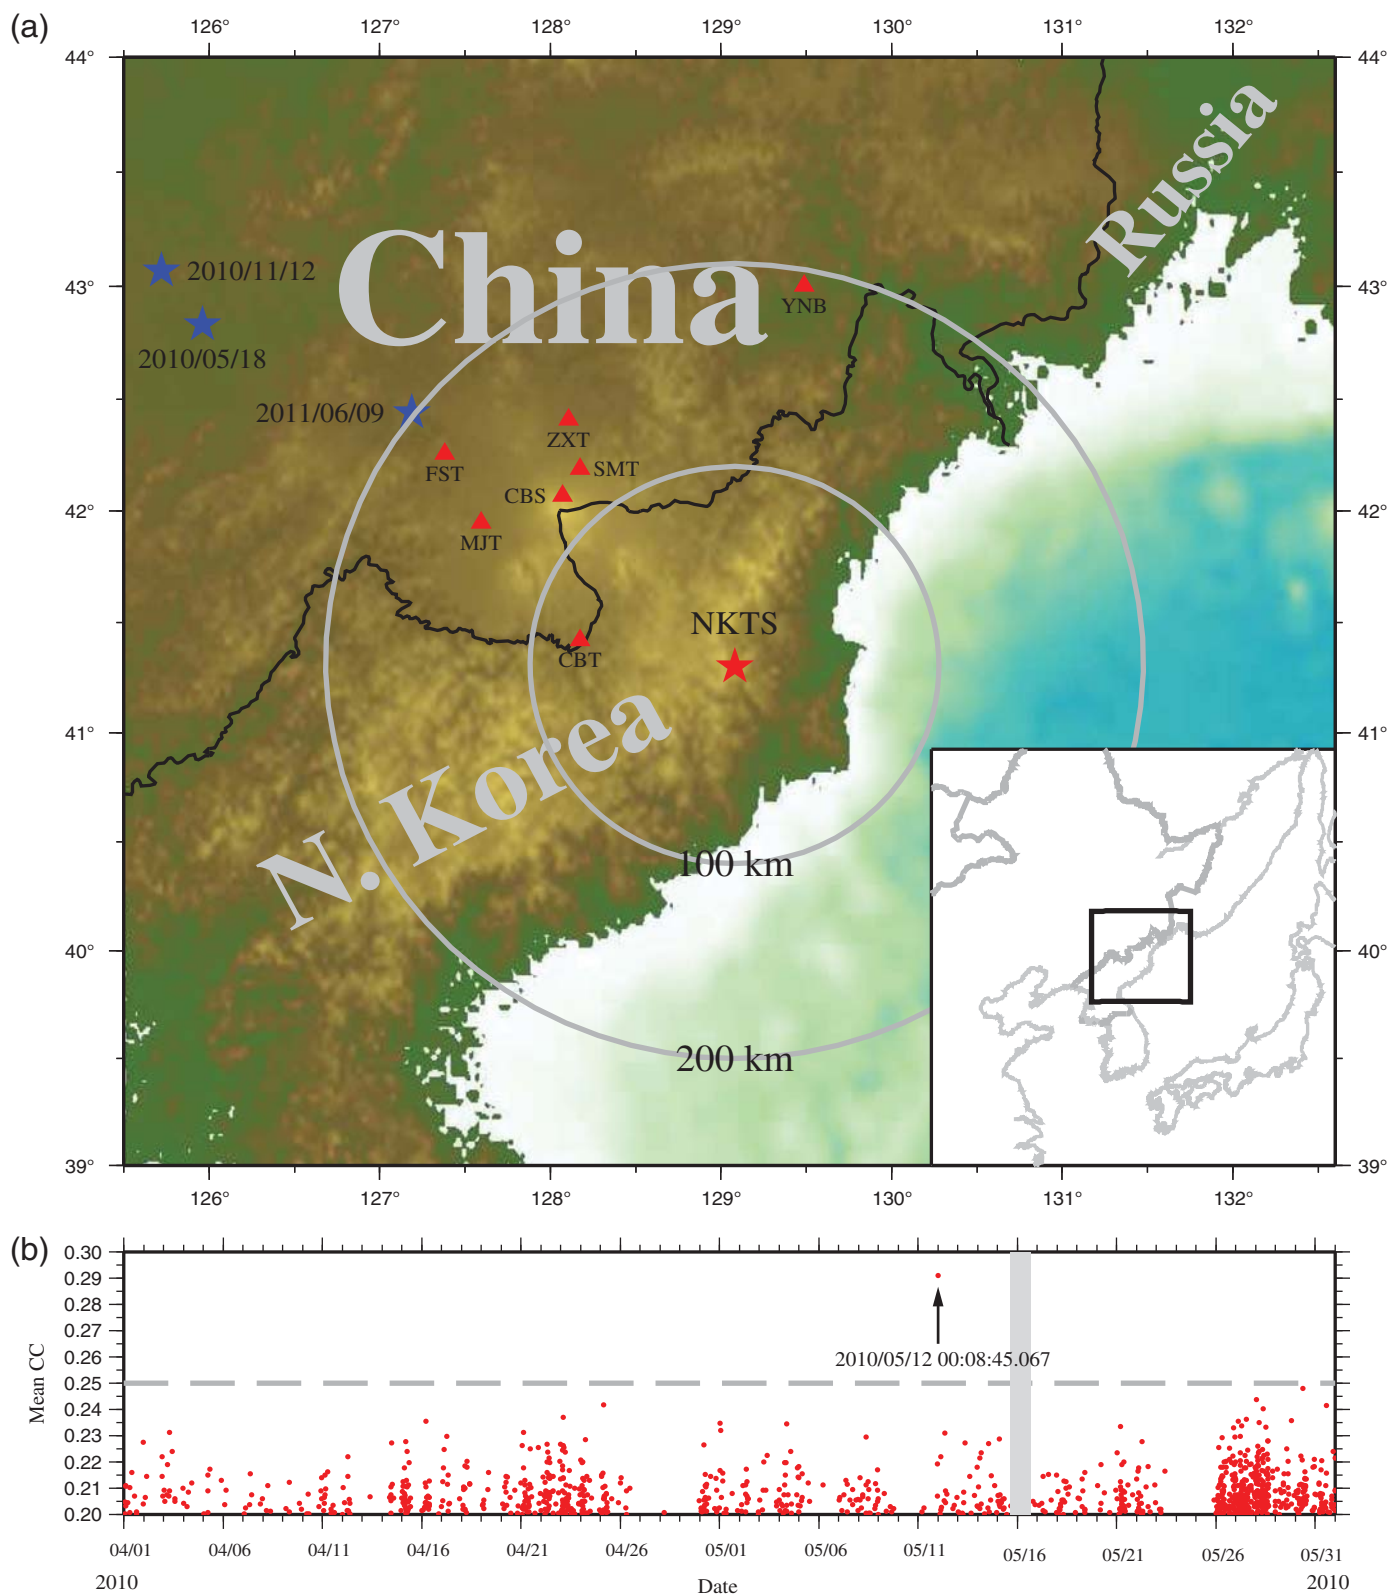 (a)
126° 127° 128° 129° 130° 131° 132°
44° 44°
Russia
China
2010/11/12
43° 43°
YNB
2010/05/18
2011/06/09
ZXT
FST
SMT
CBS
42° 42°
MJT
NKTS
CBT
N. Korea
41° 41°
100 km
40° 40°
200 km
39° 39°
126° 127° 128° 129° 130° 131° 132°
(b)
0.30
0.29
0.28
0.27
0.26
2010/05/12 00:08:45.067
0.25
0.24
0.23
0.22
0.21
0.20
Mean CC
04/01 04/06 04/11 04/16 04/21 04/26 05/01 05/06 05/11 05/16 05/21 05/26 05/31
2010 2010
Date